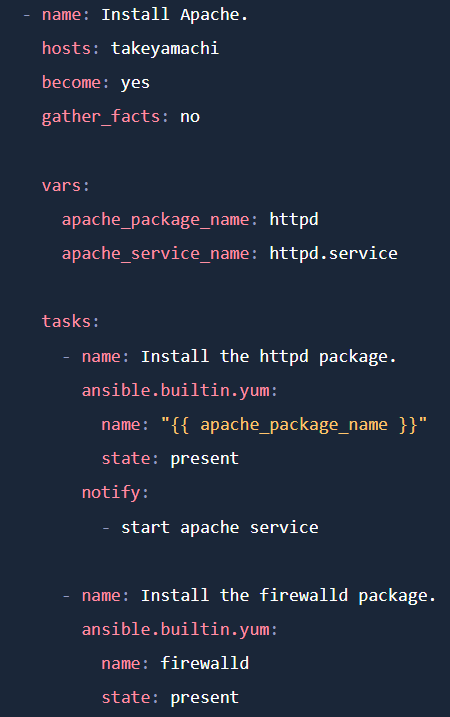 - name: Install Apache.
  hosts: takeyamachi
  become: yes
  gather_facts: no

  vars:
    apache_package_name: httpd
    apache_service_name: httpd.service

  tasks:
    - name: Install the httpd package.
      ansible.builtin.yum:
        name: "{{ apache_package_name }}"
        state: present
      notify:
        - start apache service

    - name: Install the firewalld package.
      ansible.builtin.yum:
        name: firewalld
        state: present